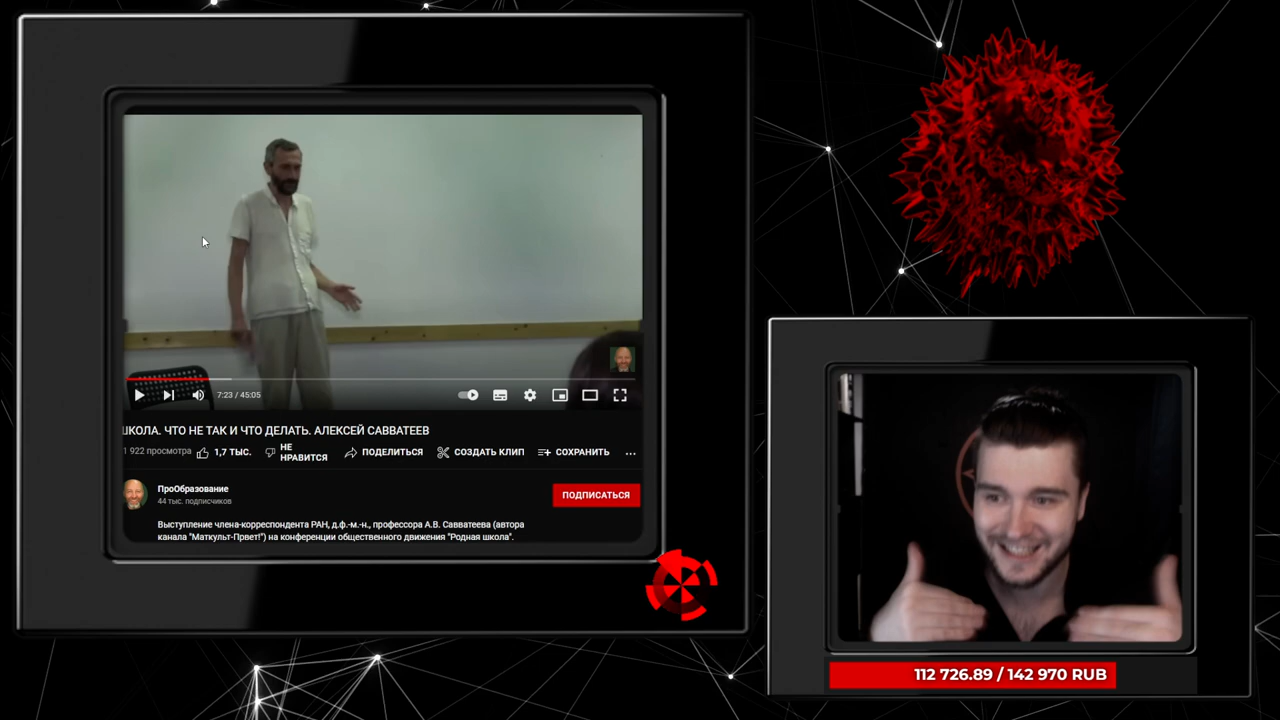 7:23 / 45:05
ШКОЛА. ЧТО НЕ ТАК И ЧТО ДЕЛАТЬ. АЛЕКСЕЙ САВВАТЕЕВ
1 922 просмотра 1,7 ТЫС. НЕ НРАВИТСЯ ПОДЕЛИТЬСЯ СОЗДАТЬ КЛИП СОХРАНИТЬ ...
ПроОбразование
44 тыс. подписчиков
ПОДПИСАТЬСЯ
Выступление члена-корреспондента РАН, д.ф.-м.-н., профессора А.В. Савватеева (автора
канала "Маткульт-Првет!") на конференции общественного движения "Родная школа".
112 726.89 / 142 970 RUB